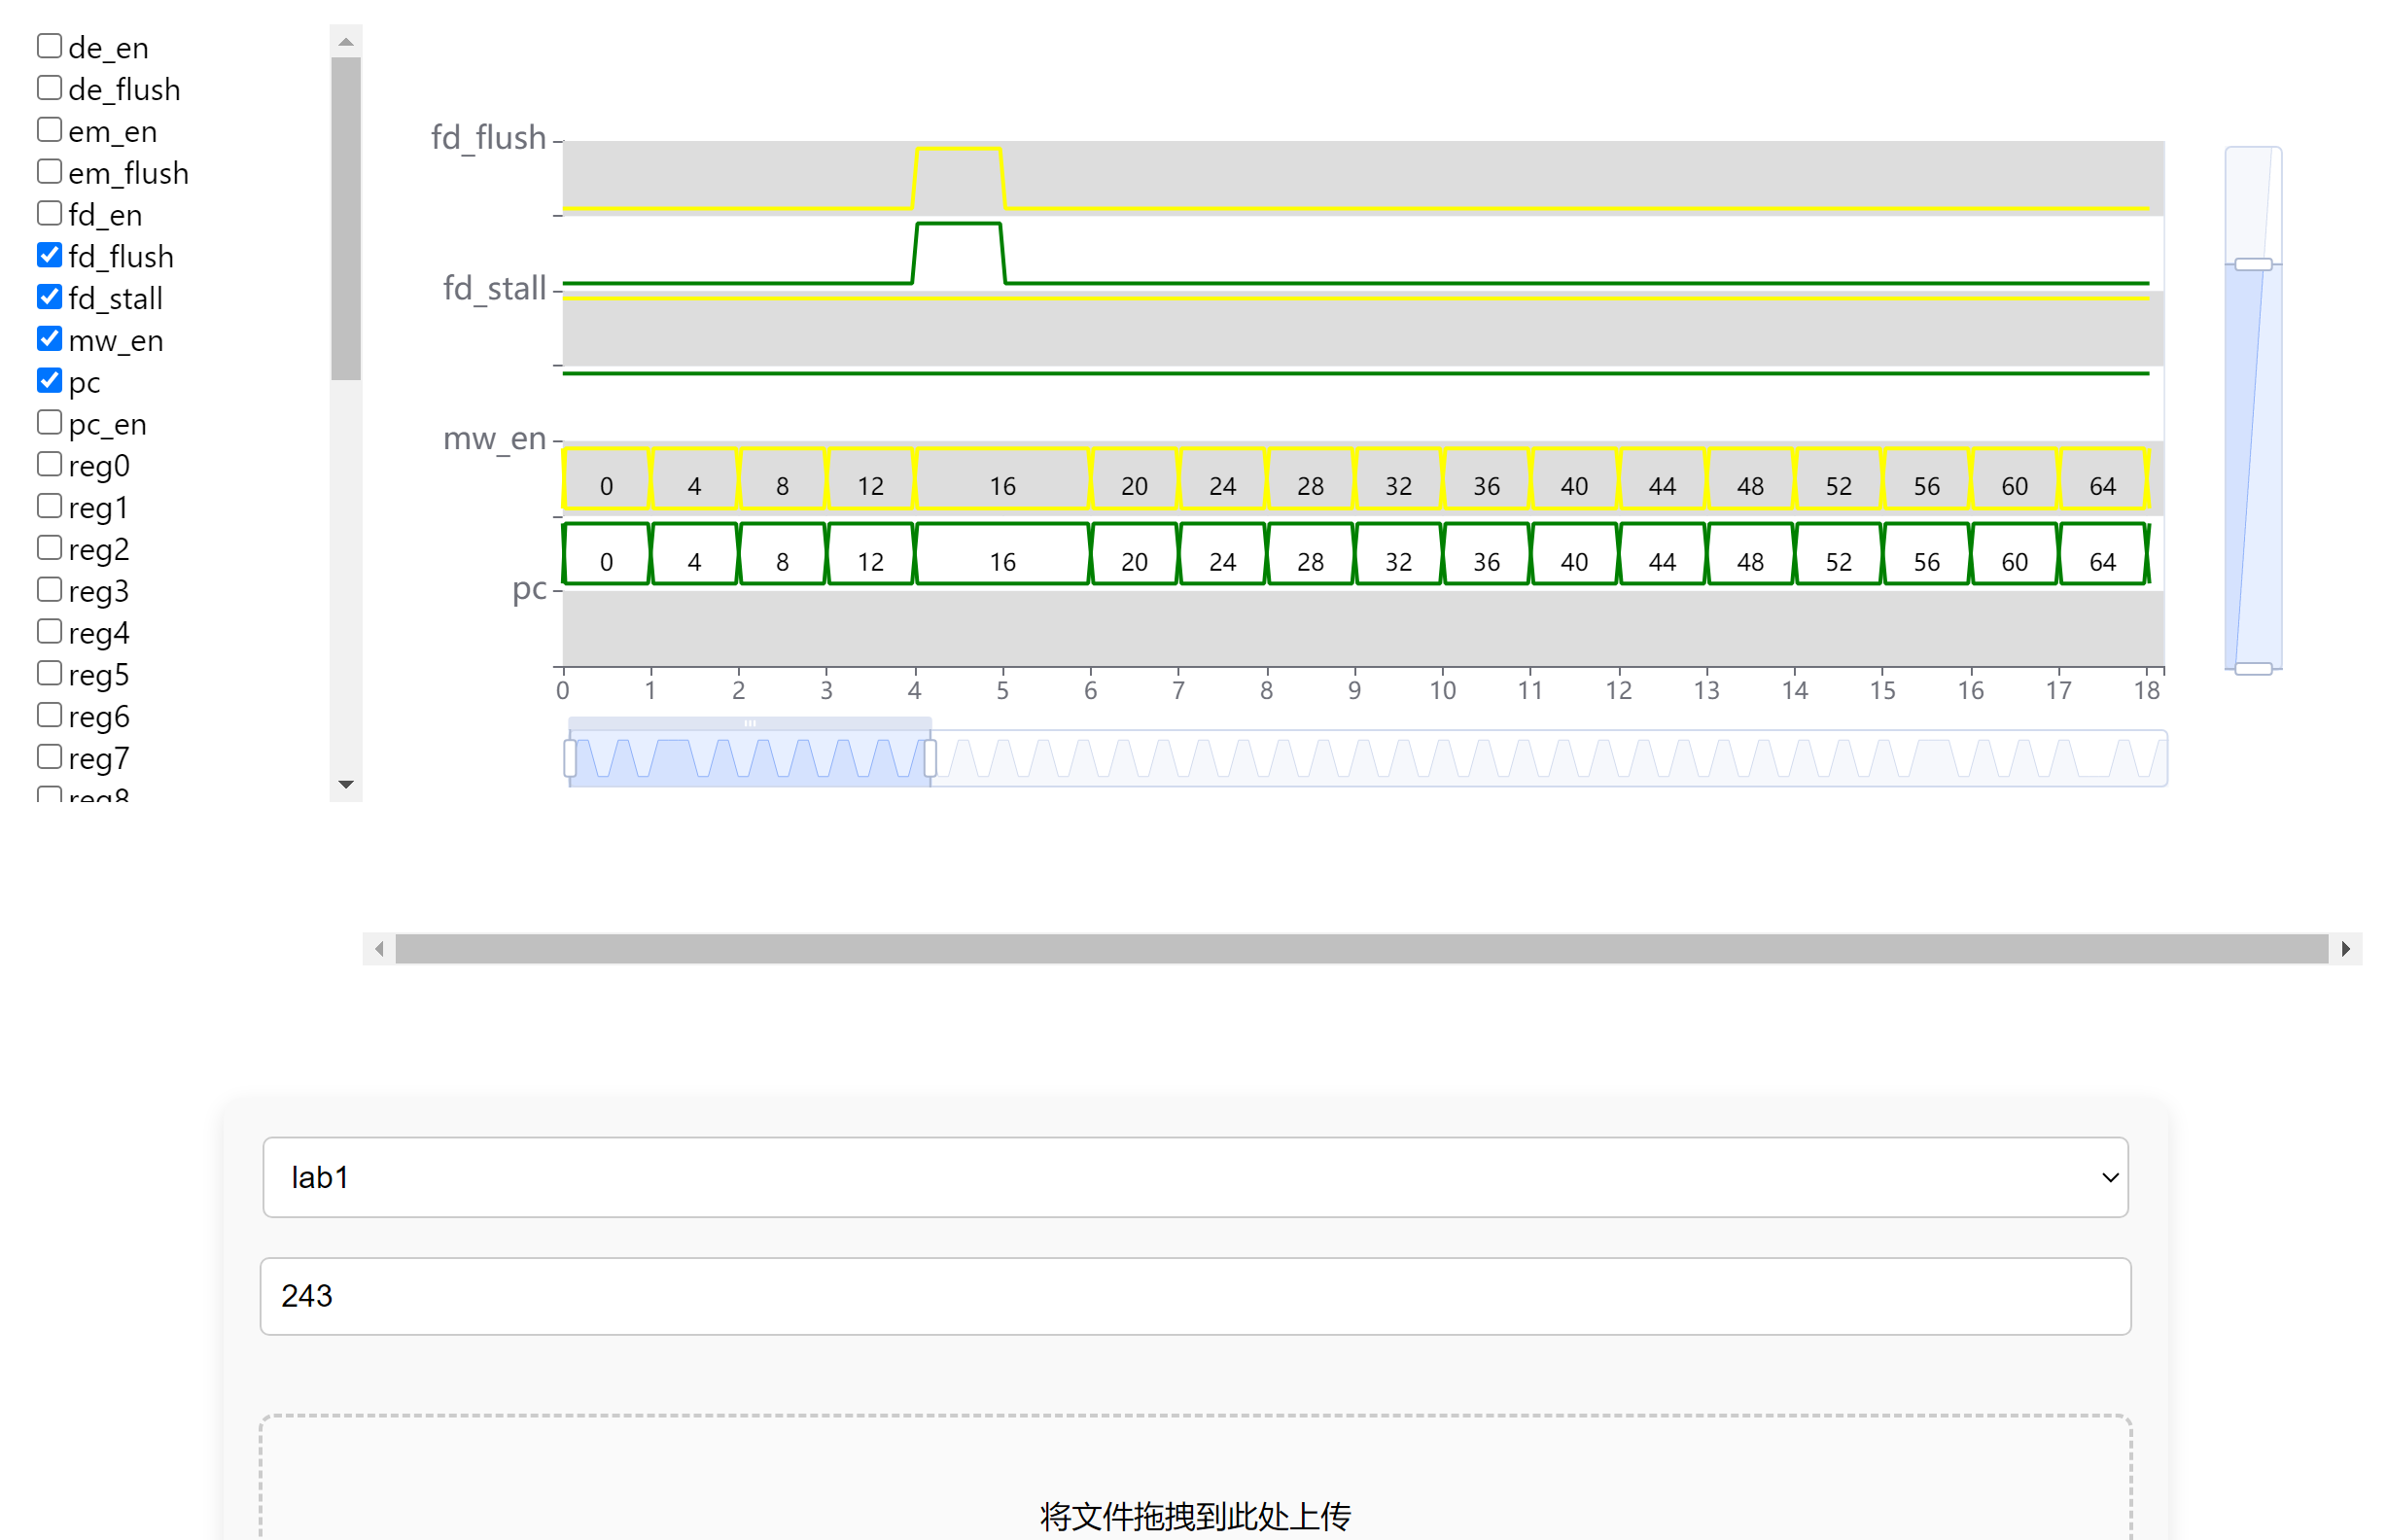 de_en
de_flush
em_en
em_flush
fd_en
fd_flush
fd_stall
mw_en
pc
pc_en
reg0
reg1
reg2
reg3
reg4
reg5
reg6
reg7
reg8
fd_flush
fd_stall
mw_en
0 4 8 12 16 20 24 28 32 36 40 44 48 52 56 60 64
0 4 8 12 16 20 24 28 32 36 40 44 48 52 56 60 64
pc
0 1 2 3 4 5 6 7 8 9 10 11 12 13 14 15 16 17 18
lab1
243
将文件拖拽到此处上传